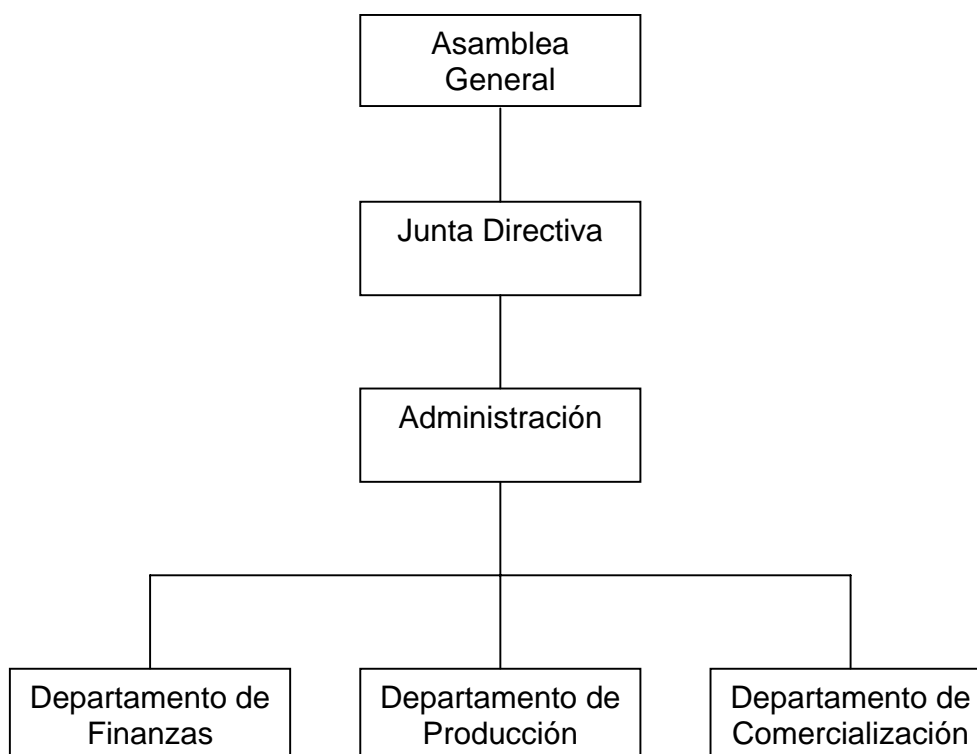 Asamblea
General
Junta Directiva
Administración
Departamento de
Finanzas
Departamento de
Producción
Departamento de
Comercialización